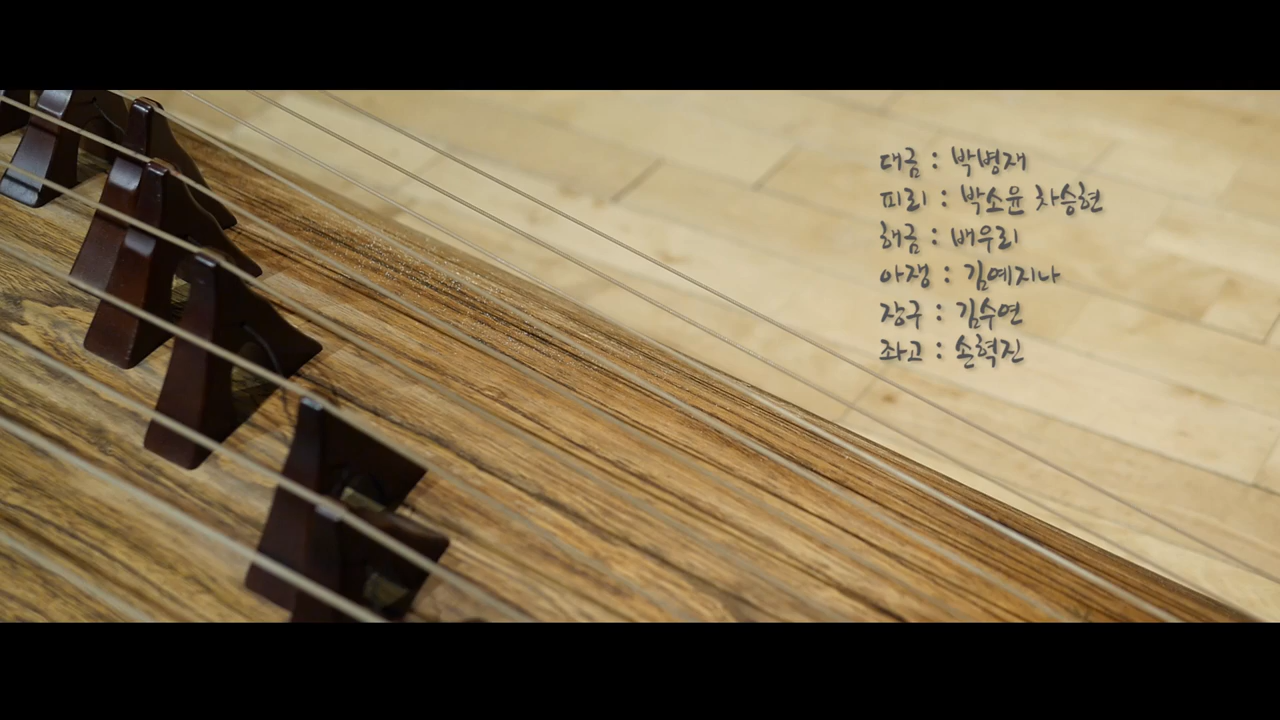 대금 : 박병재
피리 : 박소윤 차승현
해금 : 배우리
아쟁 : 김예지나
장구 : 김수연
좌고 : 손혁진